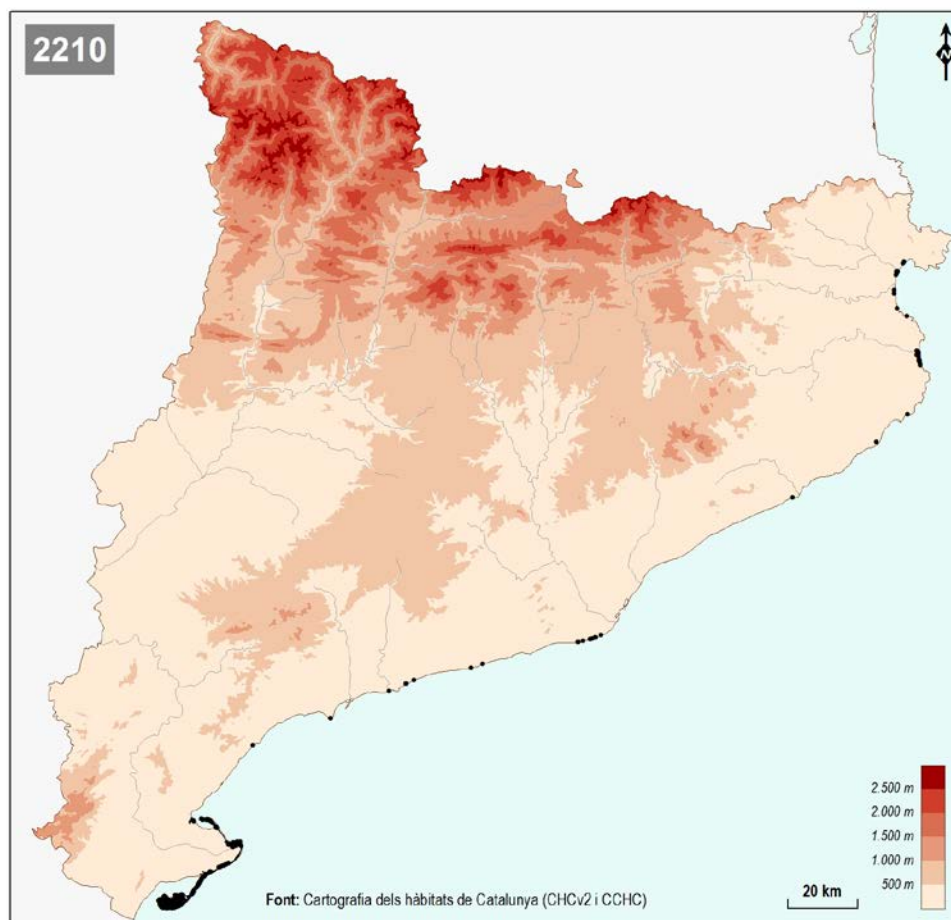 2210
N
2.500 m
2.000 m
1.500 m
1.000 m
500 m
Font: Cartografia dels hàbitats de Catalunya (CHCv2 i CCHC)
20 km